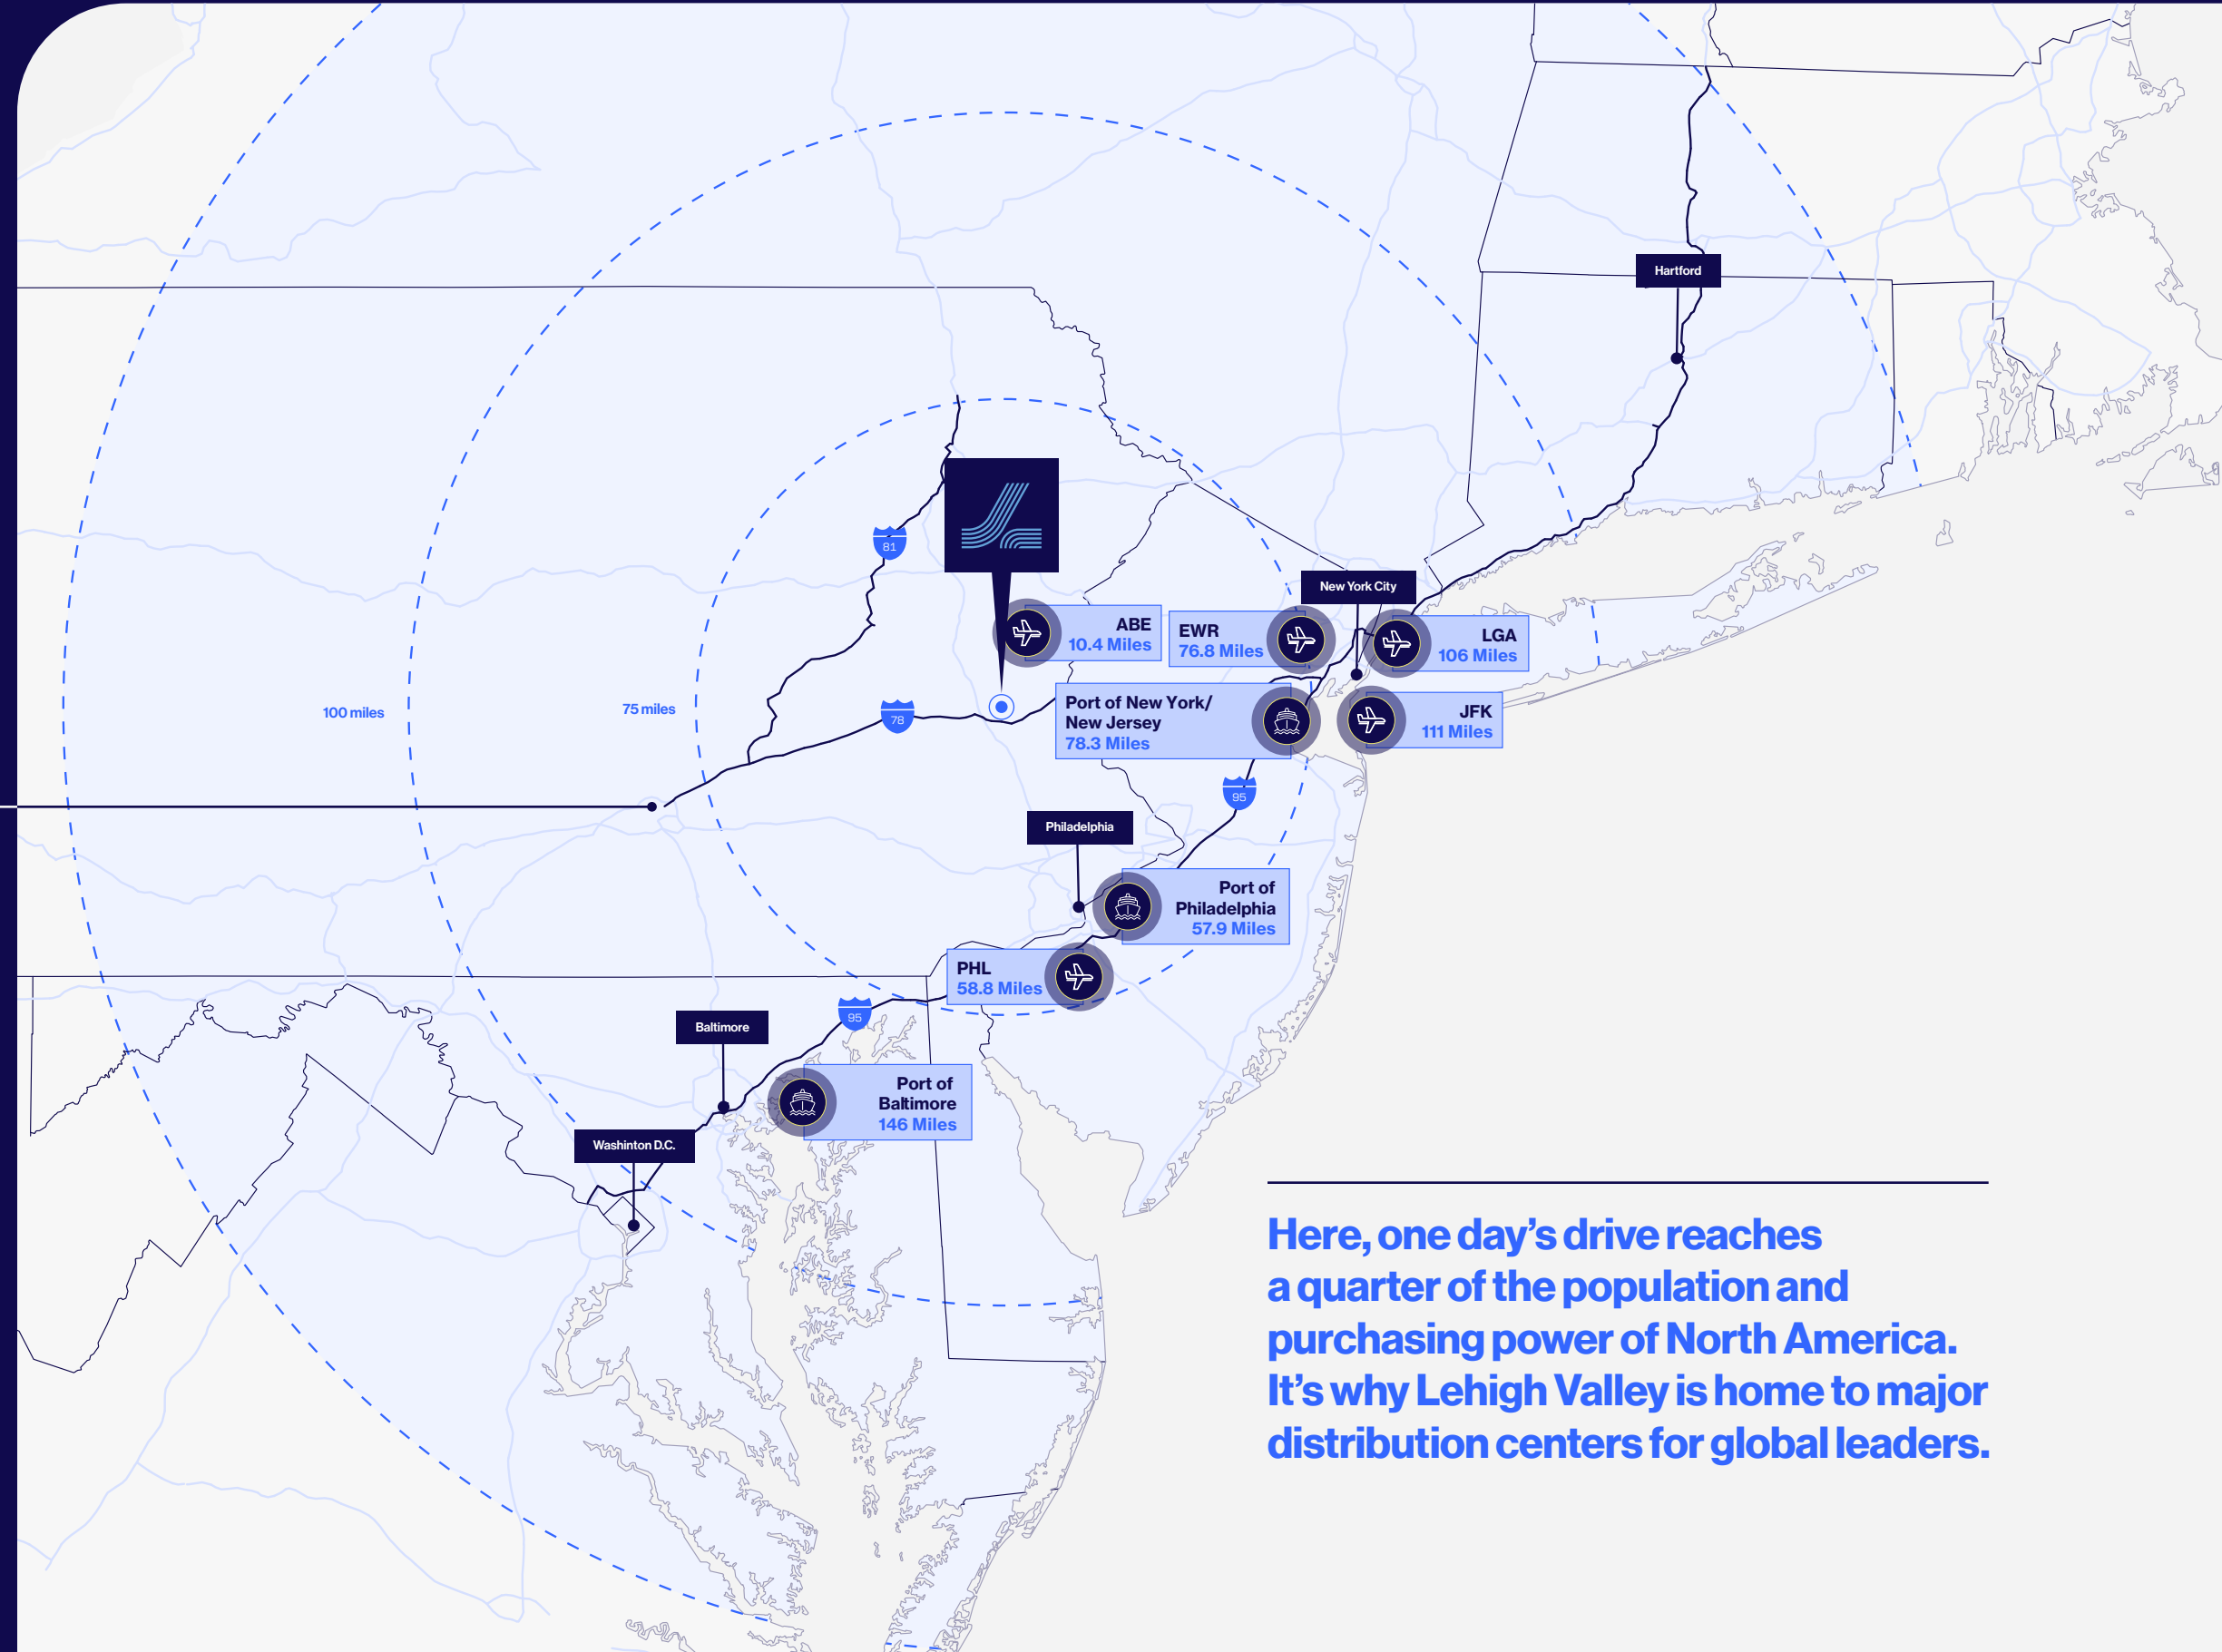 Hartford
81
New York City
ABE
10.4 Miles
EWR
76.8 Miles
LGA
106 Miles
100 miles
75 miles
78
Port of New York/
New Jersey
78.3 Miles
JFK
111 Miles
95
Philadelphia
Port of
Philadelphia
57.9 Miles
PHL
58.8 Miles
95
Baltimore
Port of
Baltimore
146 Miles
Washinton D.C.
Here, one day’s drive reaches
a quarter of the population and
purchasing power of North America.
It’s why Lehigh Valley is home to major
distribution centers for global leaders.